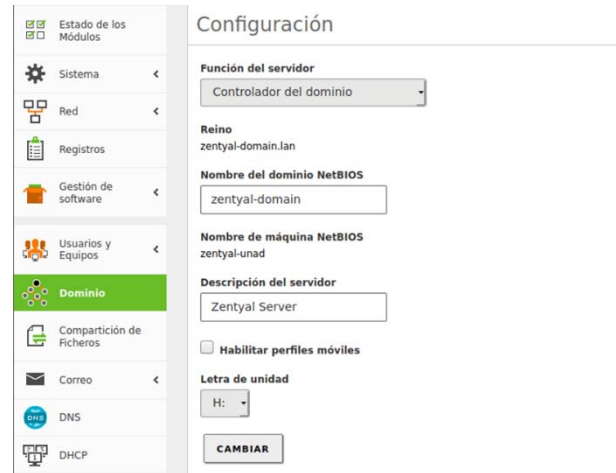 Estado de los
Módulos
Sistema
Red
Registros
Gestión de
software
Usuarios y
Equipos
Dominio
Compartición de
Ficheros
Correo
DNS
DNS
DHCP
Configuración
Función del servidor
Controlador del dominio
Reino
zentyal-domain.lan
Nombre del dominio NetBIOS
zentyal-domain
Nombre de máquina NetBIOS
zentyal-unad
Descripción del servidor
Zentyal Server
Habilitar perfiles móviles
Letra de unidad
H:
CAMBIAR